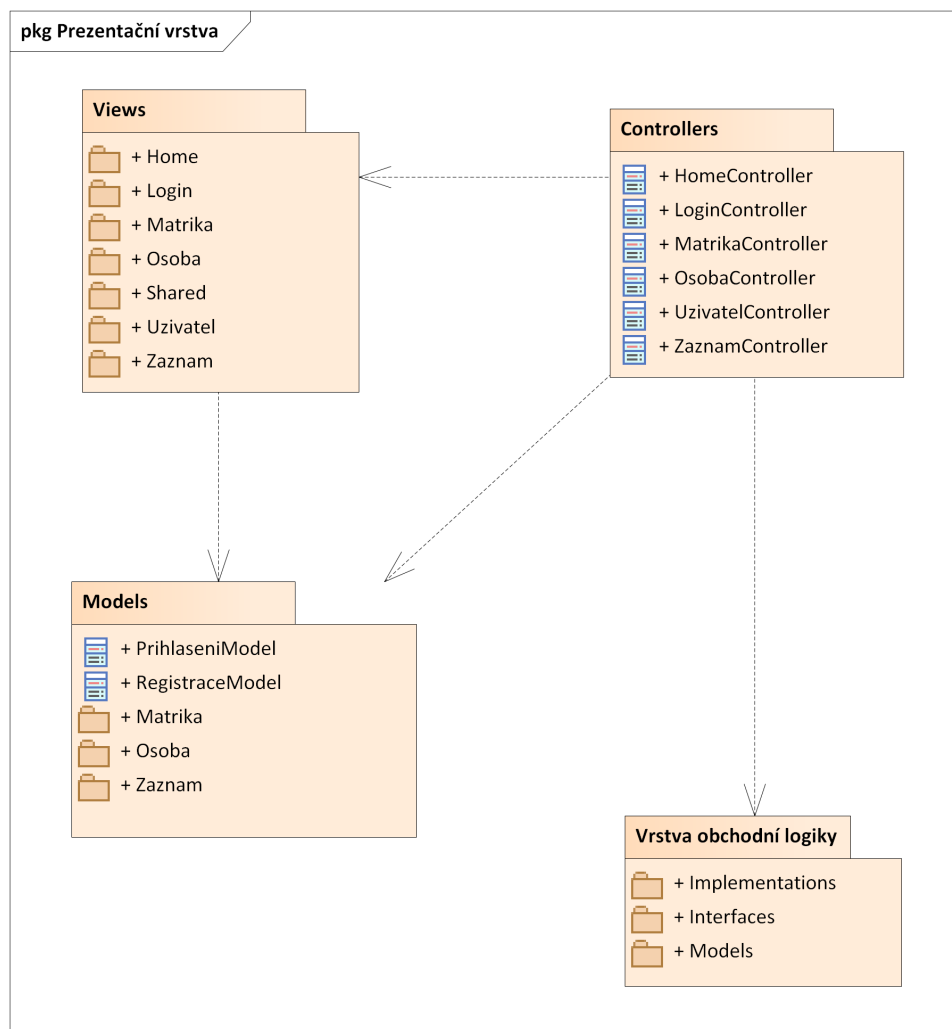 pkg Prezentační vrstva
Views
+ Home
+ Login
+ Matrika
+ Osoba
+ Shared
+ Uzivatel
+ Zaznam
Controllers
+ HomeController
+ LoginController
+ MatrikaController
+ OsobaController
+ UzivatelController
+ ZaznamController
Models
+ PrihlaseniModel
+ RegistraceModel
+ Matrika
+ Osoba
+ Zaznam
Vrstva obchodní logiky
+ Implementations
+ Interfaces
+ Models